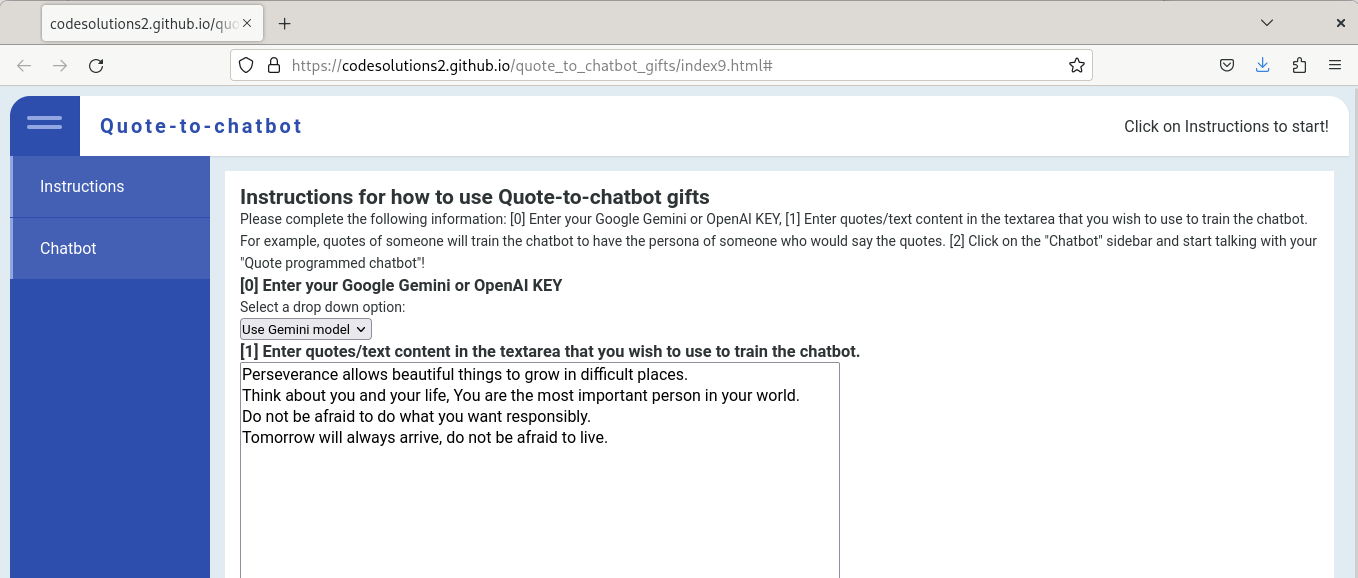 codesolutions2.github.io/quo
https://codesolutions2.github.io/quote_to_chatbot_gifts/index9.html#
Quote-to-chatbot
Click on Instructions to start!
Instructions
Chatbot
Instructions for how to use Quote-to-chatbot gifts
Please complete the following information: [0] Enter your Google Gemini or OpenAI KEY, [1] Enter quotes/text content in the textarea that you wish to use to train the chatbot.
For example, quotes of someone will train the chatbot to have the persona of someone who would say the quotes. [2] Click on the "Chatbot" sidebar and start talking with your
"Quote programmed chatbot"!
[0] Enter your Google Gemini or OpenAI KEY
Select a drop down option:
Use Gemini model
[1] Enter quotes/text content in the textarea that you wish to use to train the chatbot.
Perseverance allows beautiful things to grow in difficult places.
Think about you and your life, You are the most important person in your world.
Do not be afraid to do what you want responsibly.
Tomorrow will always arrive, do not be afraid to live.